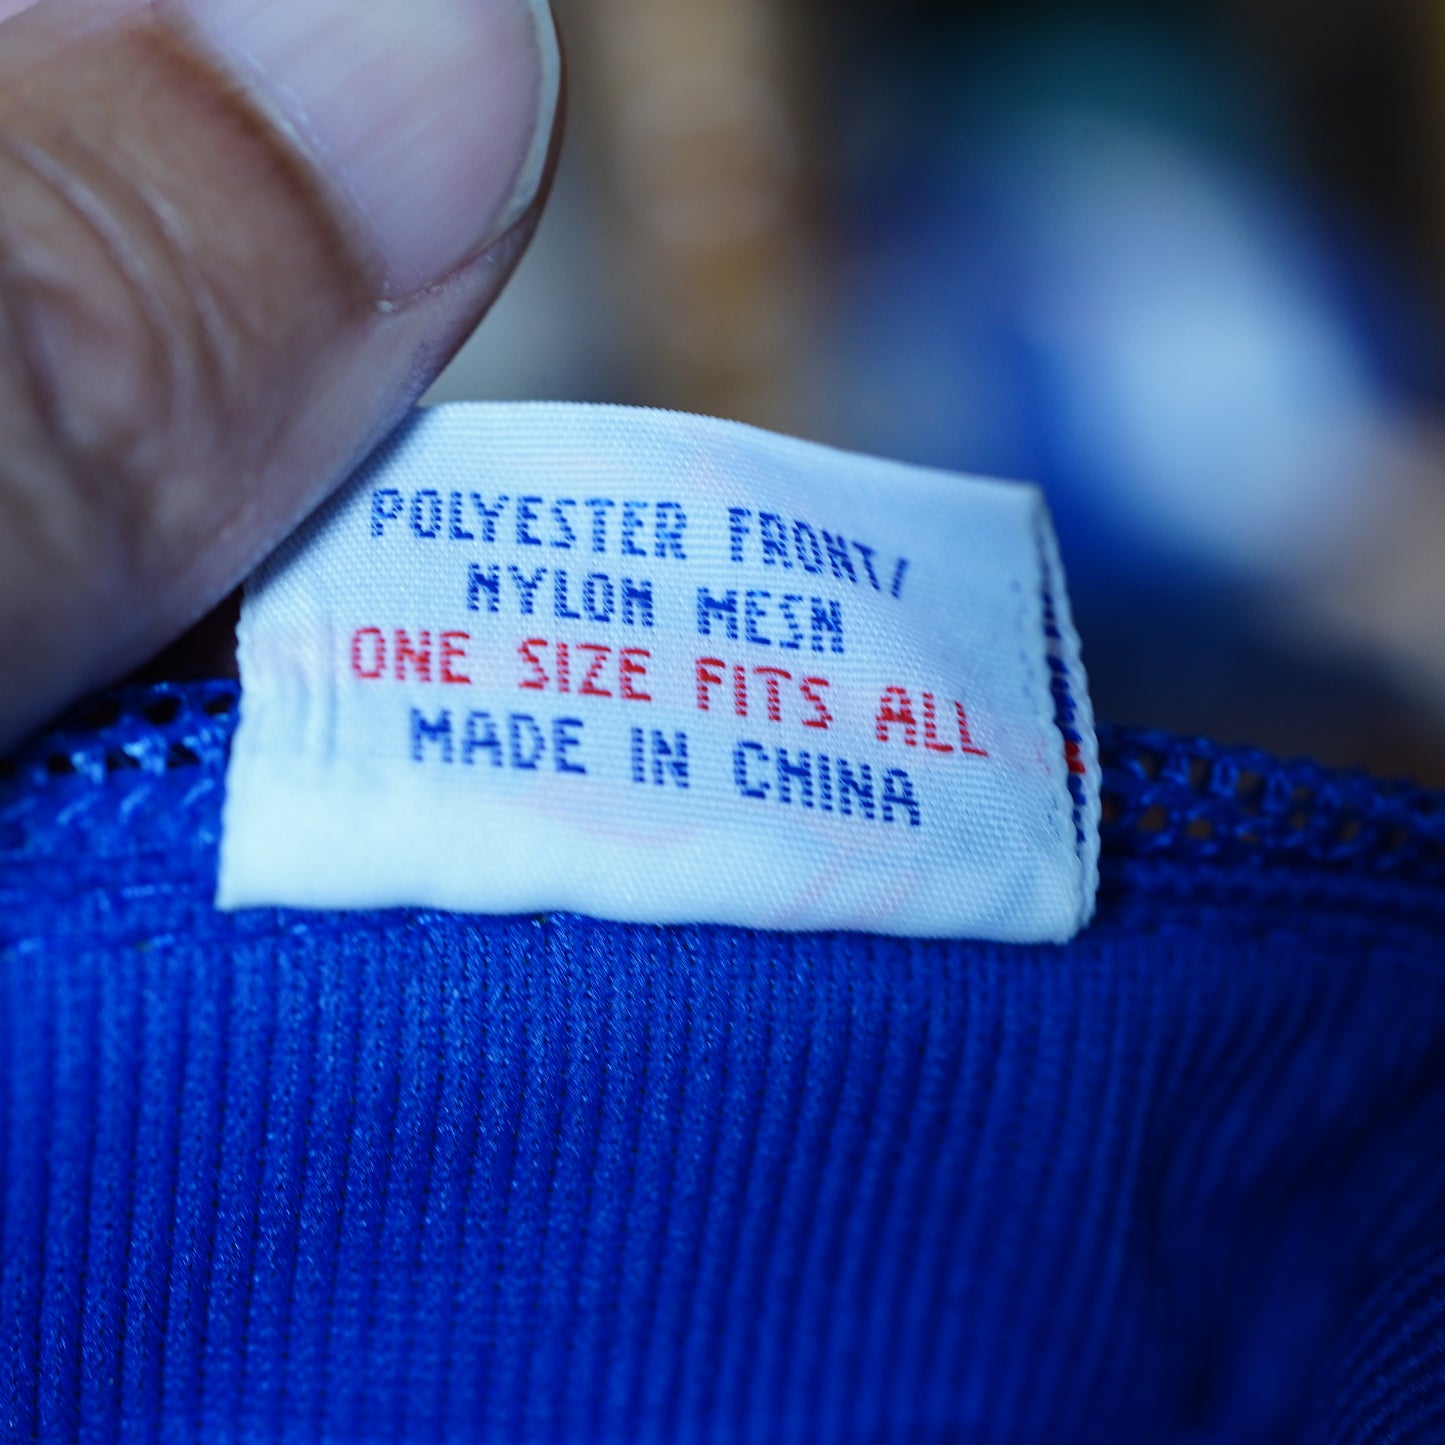 POLYESTER FRONT/
NYLON MESH
ONE SIZE FITS ALL
MADE IN CHINA